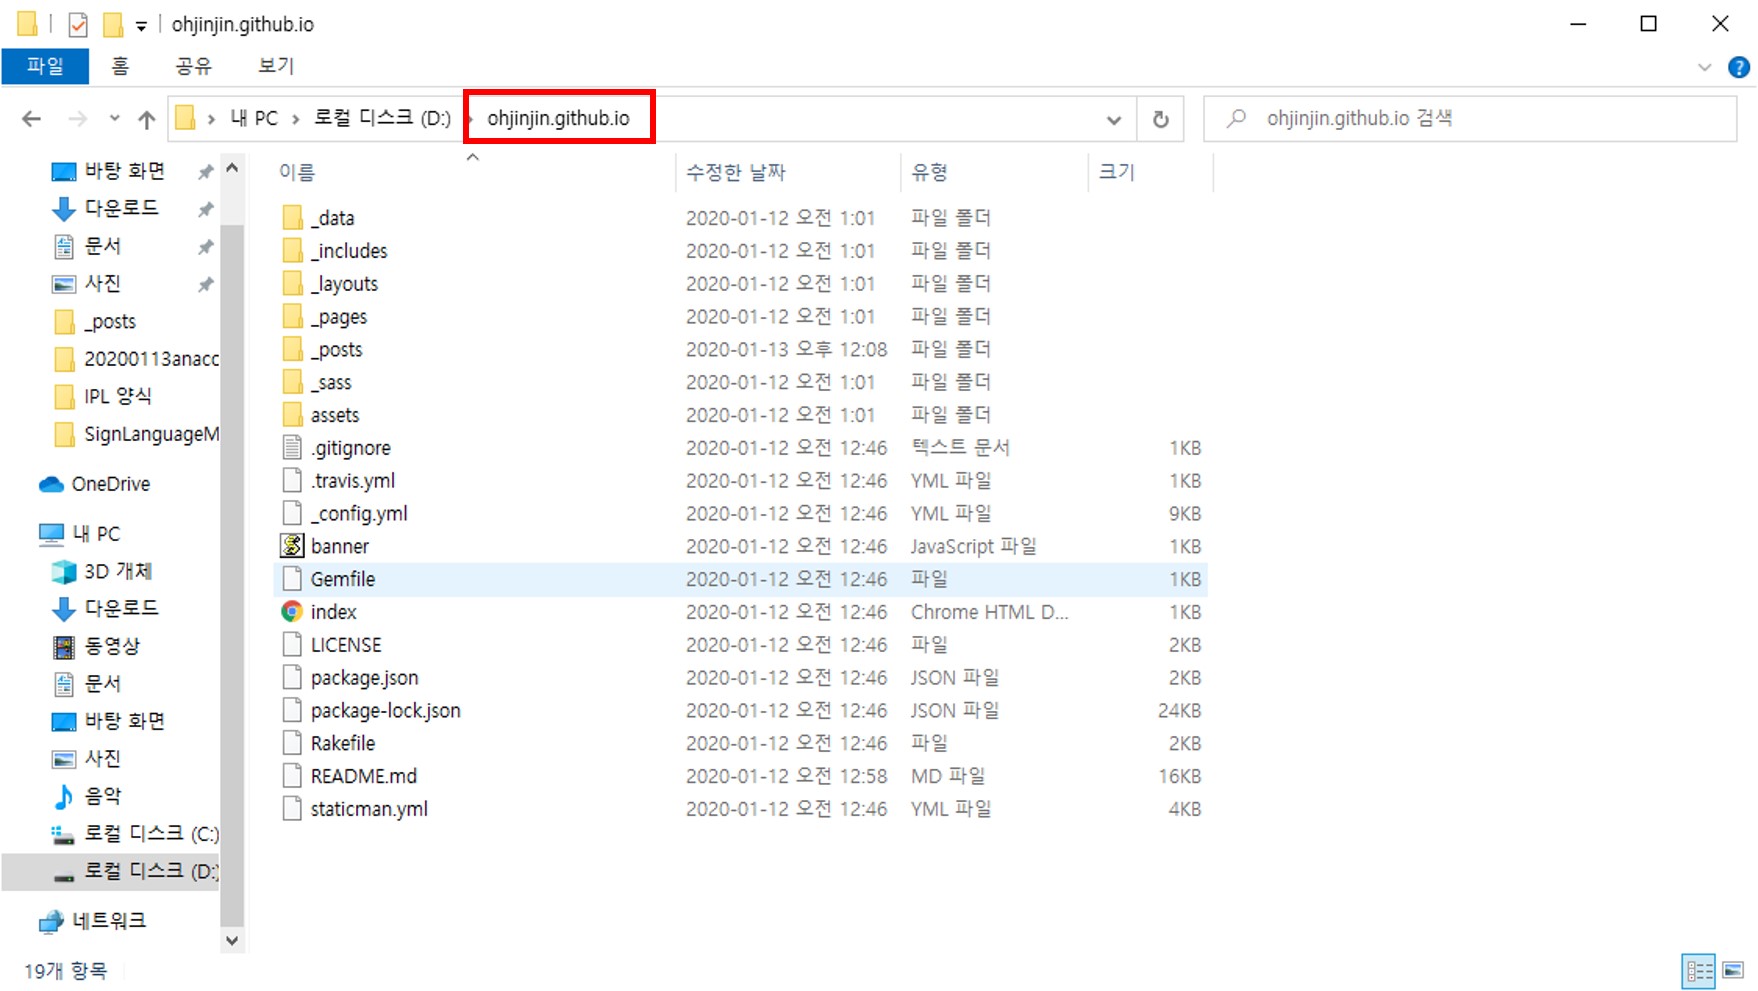 ohjinjin.github.io
파일 홈 공유 보기
내 PC 로컬 디스크 (D:) ohjinjin.github.io ohjinjin.github.io 검색
바탕 화면
다운로드
문서
사진
_posts
20200113anacc
IPL 양식
SignLanguageM
OneDrive
내 PC
3D 개체
다운로드
동영상
문서
바탕 화면
사진
음악
로컬 디스크 (C:)
로컬 디스크 (D:)
네트워크
이름 수정한 날짜 유형 크기
_data 2020-01-12 오전 1:01 파일 폴더
_includes 2020-01-12 오전 1:01 파일 폴더
_layouts 2020-01-12 오전 1:01 파일 폴더
_pages 2020-01-12 오전 1:01 파일 폴더
_posts 2020-01-13 오후 12:08 파일 폴더
_sass 2020-01-12 오전 1:01 파일 폴더
assets 2020-01-12 오전 1:01 파일 폴더
.gitignore 2020-01-12 오전 12:46 텍스트 문서 1KB
.travis.yml 2020-01-12 오전 12:46 YML 파일 1KB
_config.yml 2020-01-12 오전 12:46 YML 파일 9KB
banner 2020-01-12 오전 12:46 JavaScript 파일 1KB
Gemfile 2020-01-12 오전 12:46 파일 1KB
index 2020-01-12 오전 12:46 Chrome HTML D... 1KB
LICENSE 2020-01-12 오전 12:46 파일 2KB
package.json 2020-01-12 오전 12:46 JSON 파일 2KB
package-lock.json 2020-01-12 오전 12:46 JSON 파일 24KB
Rakefile 2020-01-12 오전 12:46 파일 2KB
README.md 2020-01-12 오전 12:58 MD 파일 16KB
staticman.yml 2020-01-12 오전 12:46 YML 파일 4KB
19개 항목